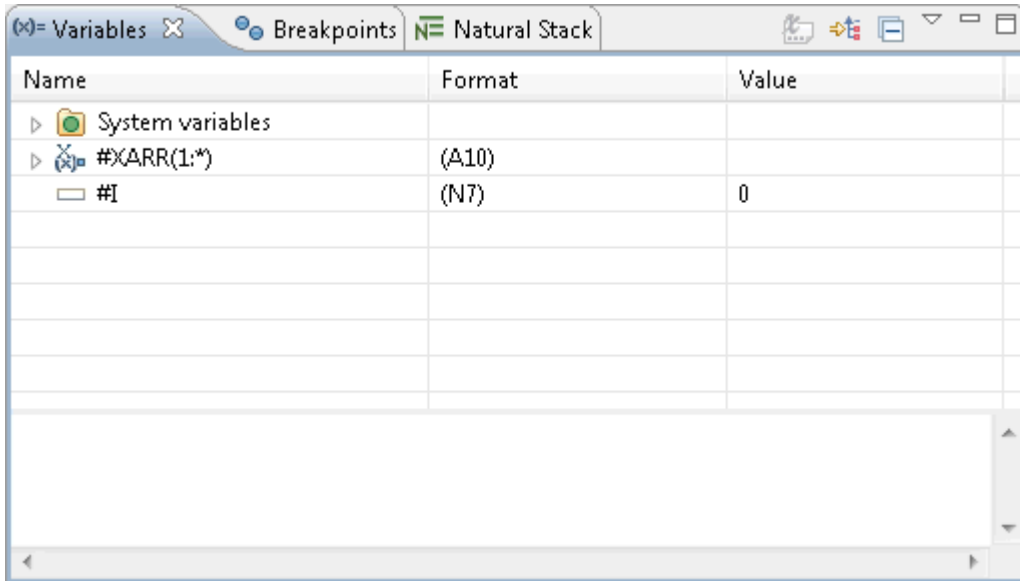 (x)= Variables Breakpoints Natural Stack
Name Format Value
System variables
#XARR(1:*) (A10)
#I (N7) 0